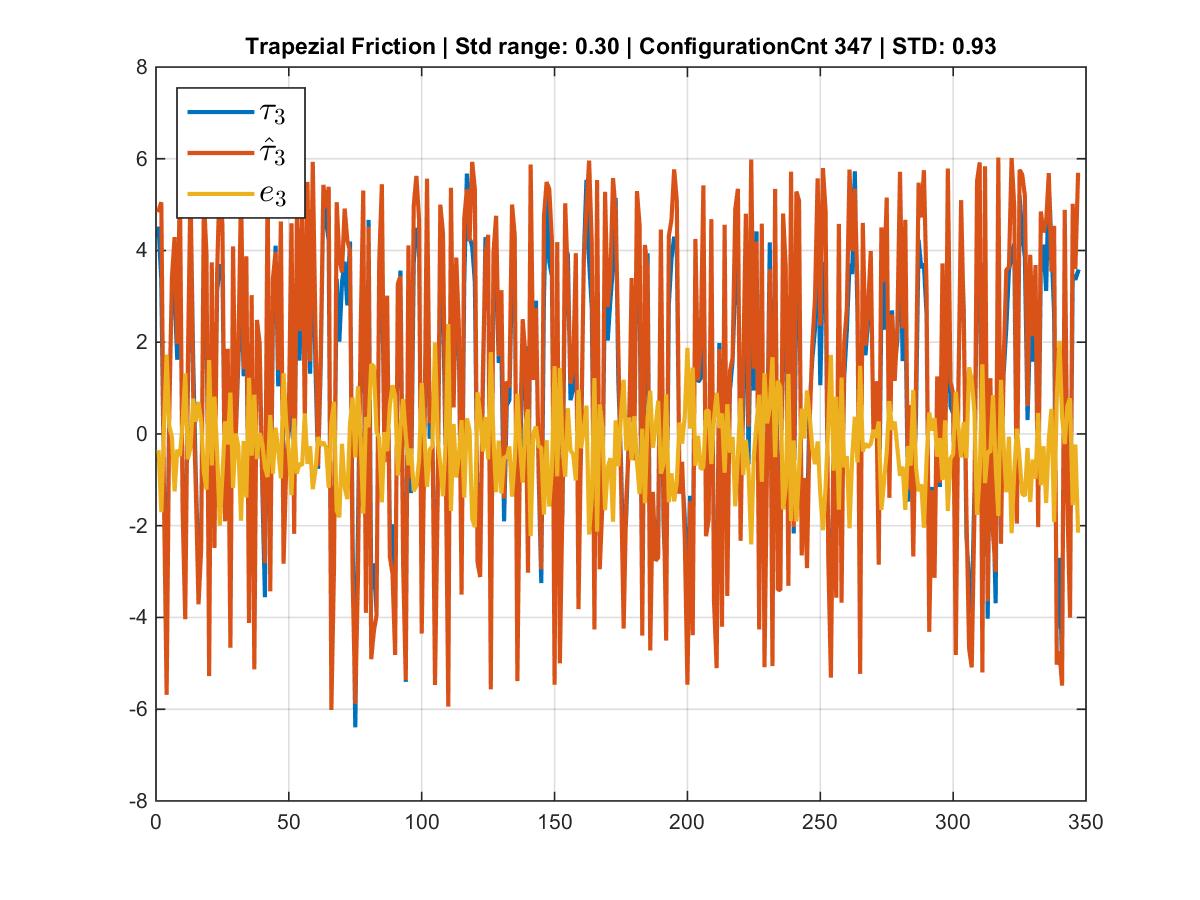 Trapezial Friction | Std range: 0.30 | ConfigurationCnt 347 | STD: 0.93
8
6
4
2
0
-2
-4
-6
-8
τ₃
τ̂₃
e₃
0 50 100 150 200 250 300 350